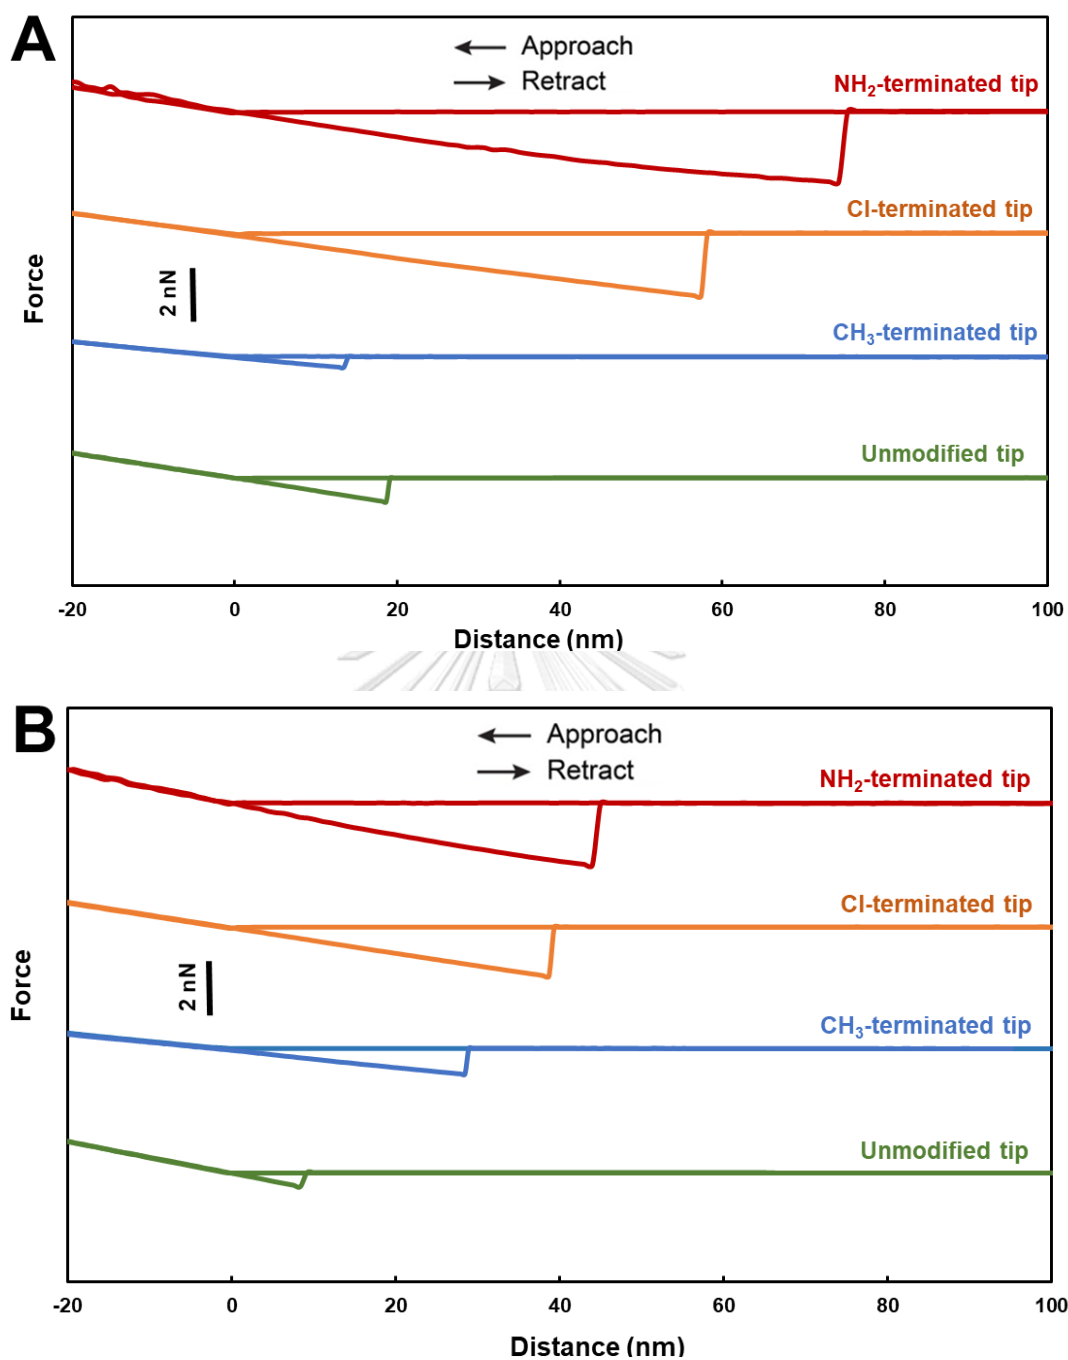 A
Approach
Retract
NH₂-terminated tip
Cl-terminated tip
Force
2 nN
CH₃-terminated tip
Unmodified tip
-20 0 20 40 60 80 100
Distance (nm)
B
Approach
Retract
NH₂-terminated tip
Cl-terminated tip
Force
2 nN
CH₃-terminated tip
Unmodified tip
-20 0 20 40 60 80 100
Distance (nm)